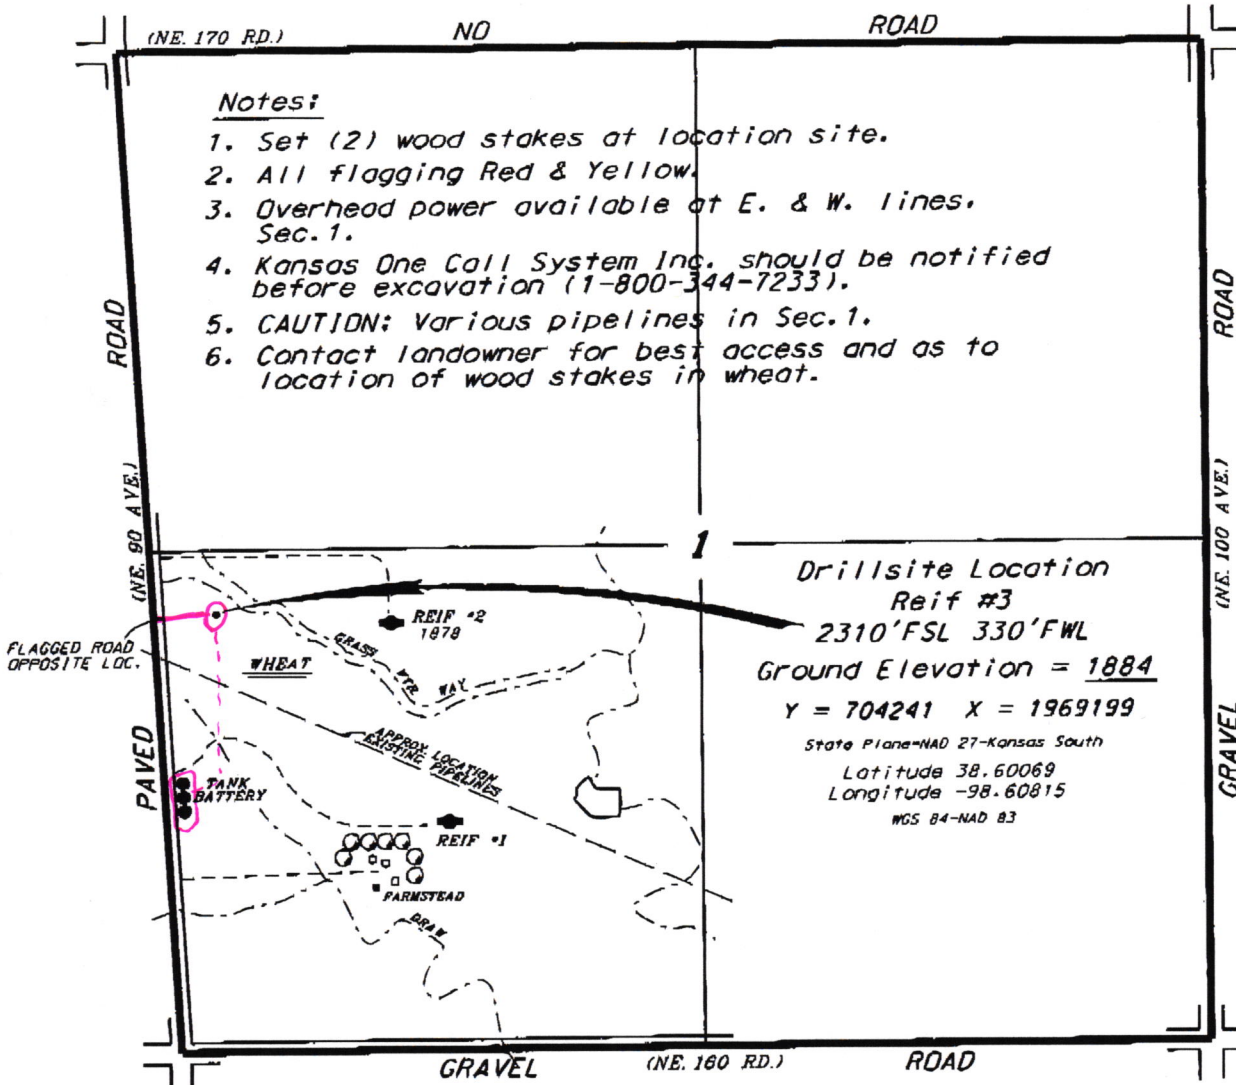 (NE. 170 RD.) NO ROAD
Notes:
1. Set (2) wood stakes at location site.
2. All flagging Red & Yellow.
3. Overhead power available at E. & W. lines.
Sec. 1.
4. Kansas One Call System Inc. should be notified
before excavation (1-800-344-7233).
5. CAUTION: Various pipelines in Sec. 1.
6. Contact landowner for best access and as to
location of wood stakes in wheat.
ROAD
(NE. 90 AVE.)
PAVED
ROAD
(NE. 100 AVE.)
GRAVEL
1
Drillsite Location
Reif #3
2310'FSL 330'FWL
Ground Elevation = 1884
Y = 704241 X = 1969199
State Plane-NAD 27-Kansas South
Latitude 38.60069
Longitude -98.60815
WGS 84-NAD 83
FLAGGED ROAD
OPPOSITE LOC.
REIF #2
1878
WHEAT
GRASS WTR WAY
APPROX LOCATION
EXISTING PIPELINES
TANK
BATTERY
REIF #1
FARMSTEAD
DRAW
GRAVEL (NE. 160 RD.) ROAD